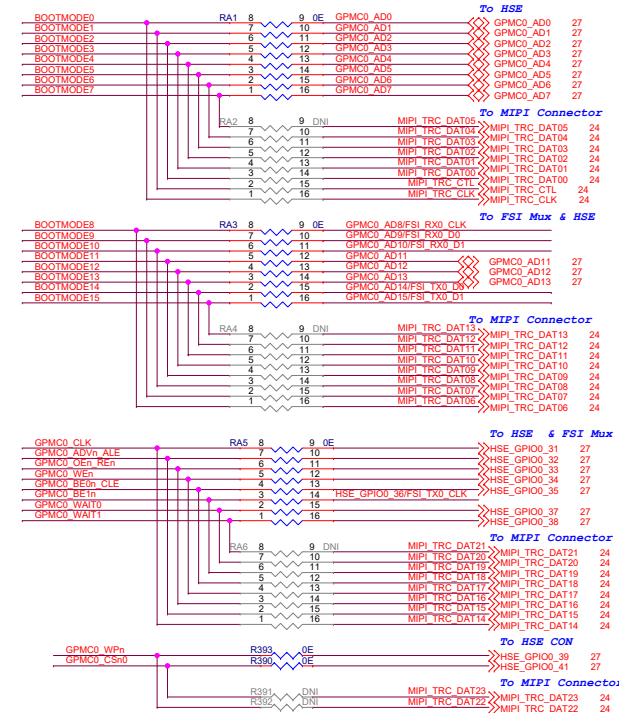 To HSE
BOOTMODE0 RA1 8 9 0E GPMC0_AD0 GPMC0_AD0 27
BOOTMODE1 7 10 GPMC0_AD1 GPMC0_AD1 27
BOOTMODE2 6 11 GPMC0_AD2 GPMC0_AD2 27
BOOTMODE3 5 12 GPMC0_AD3 GPMC0_AD3 27
BOOTMODE4 4 13 GPMC0_AD4 GPMC0_AD4 27
BOOTMODE5 3 14 GPMC0_AD5 GPMC0_AD5 27
BOOTMODE6 2 15 GPMC0_AD6 GPMC0_AD6 27
BOOTMODE7 1 16 GPMC0_AD7 GPMC0_AD7 27
To MIPI Connector
RA2 8 9 DNI MIPI_TRC_DAT05 MIPI_TRC_DAT05 24
7 10 MIPI_TRC_DAT04 MIPI_TRC_DAT04 24
6 11 MIPI_TRC_DAT03 MIPI_TRC_DAT03 24
5 12 MIPI_TRC_DAT02 MIPI_TRC_DAT02 24
4 13 MIPI_TRC_DAT01 MIPI_TRC_DAT01 24
3 14 MIPI_TRC_DAT00 MIPI_TRC_DAT00 24
2 15 MIPI_TRC_CTL MIPI_TRC_CTL 24
1 16 MIPI_TRC_CLK MIPI_TRC_CLK 24
To FSI Mux & HSE
BOOTMODE8 RA3 8 9 0E GPMC0_AD8/FSI_RX0_CLK
BOOTMODE9 7 10 GPMC0_AD9/FSI_RX0_D0
BOOTMODE10 6 11 GPMC0_AD10/FSI_RX0_D1
BOOTMODE11 5 12 GPMC0_AD11 GPMC0_AD11 27
BOOTMODE12 4 13 GPMC0_AD12 GPMC0_AD12 27
BOOTMODE13 3 14 GPMC0_AD13 GPMC0_AD13 27
BOOTMODE14 2 15 GPMC0_AD14/FSI_TX0_D0
BOOTMODE15 1 16 GPMC0_AD15/FSI_TX0_D1
To MIPI Connector
RA4 8 9 DNI MIPI_TRC_DAT13 MIPI_TRC_DAT13 24
7 10 MIPI_TRC_DAT12 MIPI_TRC_DAT12 24
6 11 MIPI_TRC_DAT11 MIPI_TRC_DAT11 24
5 12 MIPI_TRC_DAT10 MIPI_TRC_DAT10 24
4 13 MIPI_TRC_DAT09 MIPI_TRC_DAT09 24
3 14 MIPI_TRC_DAT08 MIPI_TRC_DAT08 24
2 15 MIPI_TRC_DAT07 MIPI_TRC_DAT07 24
1 16 MIPI_TRC_DAT06 MIPI_TRC_DAT06 24
To HSE & FSI Mux
GPMC0_CLK RA5 8 9 0E HSE_GPIO0_31 27
GPMC0_ADVn_ALE 7 10 HSE_GPIO0_32 27
GPMC0_OEn_REn 6 11 HSE_GPIO0_33 27
GPMC0_WEn 5 12 HSE_GPIO0_34 27
GPMC0_BE0n_CLE 4 13 HSE_GPIO0_35 27
GPMC0_BE1n 3 14 HSE_GPIO0_36/FSI_TX0_CLK
GPMC0_WAIT0 2 15 HSE_GPIO0_37 27
GPMC0_WAIT1 1 16 HSE_GPIO0_38 27
To MIPI Connector
RA6 8 9 DNI MIPI_TRC_DAT21 MIPI_TRC_DAT21 24
7 10 MIPI_TRC_DAT20 MIPI_TRC_DAT20 24
6 11 MIPI_TRC_DAT19 MIPI_TRC_DAT19 24
5 12 MIPI_TRC_DAT18 MIPI_TRC_DAT18 24
4 13 MIPI_TRC_DAT17 MIPI_TRC_DAT17 24
3 14 MIPI_TRC_DAT16 MIPI_TRC_DAT16 24
2 15 MIPI_TRC_DAT15 MIPI_TRC_DAT15 24
1 16 MIPI_TRC_DAT14 MIPI_TRC_DAT14 24
To HSE CON
GPMC0_WPn R393 0E HSE_GPIO0_39 27
GPMC0_CSn0 R390 0E HSE_GPIO0_41 27
To MIPI Connector
R391 DNI MIPI_TRC_DAT23 MIPI_TRC_DAT23 24
R392 DNI MIPI_TRC_DAT22 MIPI_TRC_DAT22 24